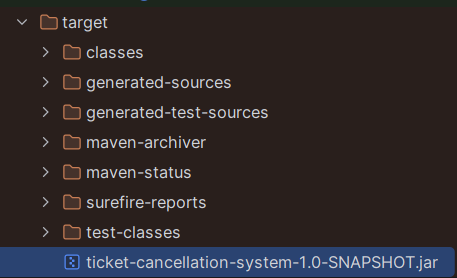 target
classes
generated-sources
generated-test-sources
maven-archiver
maven-status
surefire-reports
test-classes
ticket-cancellation-system-1.0-SNAPSHOT.jar